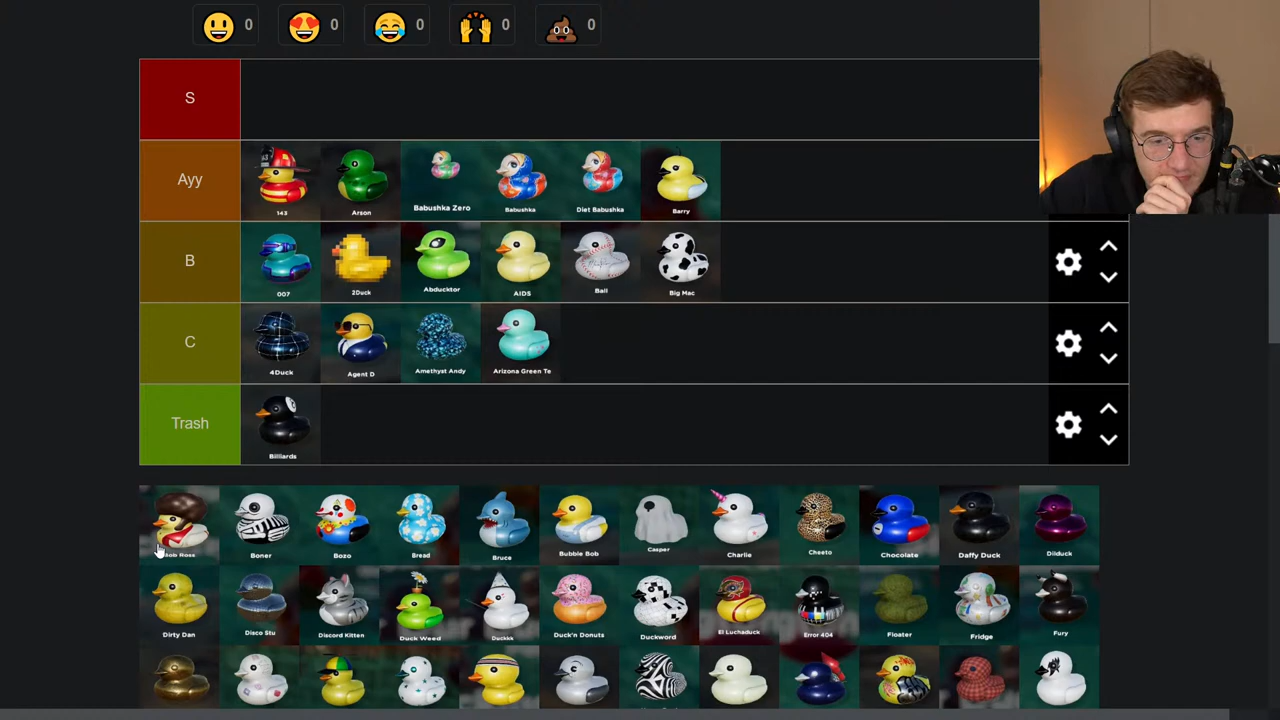 0 0 0 0 0
S
Ayy
143 Arson Babushka Zero Babushka Diet Babushka Barry
B
007 2Duck Abducktor AIDS Ball Big Mac
C
4Duck Agent D Amethyst Andy Arizona Green Te
Trash
Billiards
Bob Ross Boner Bozo Bread Bruce Bubble Bob Casper Charlie Cheeto Chocolate Daffy Duck Dilduck
Dirty Dan Disco Stu Discord Kitten Duck Weed Duckkk Duck'n Donuts Duckword El Luchaduck Error 404 Floater Fridge Fury